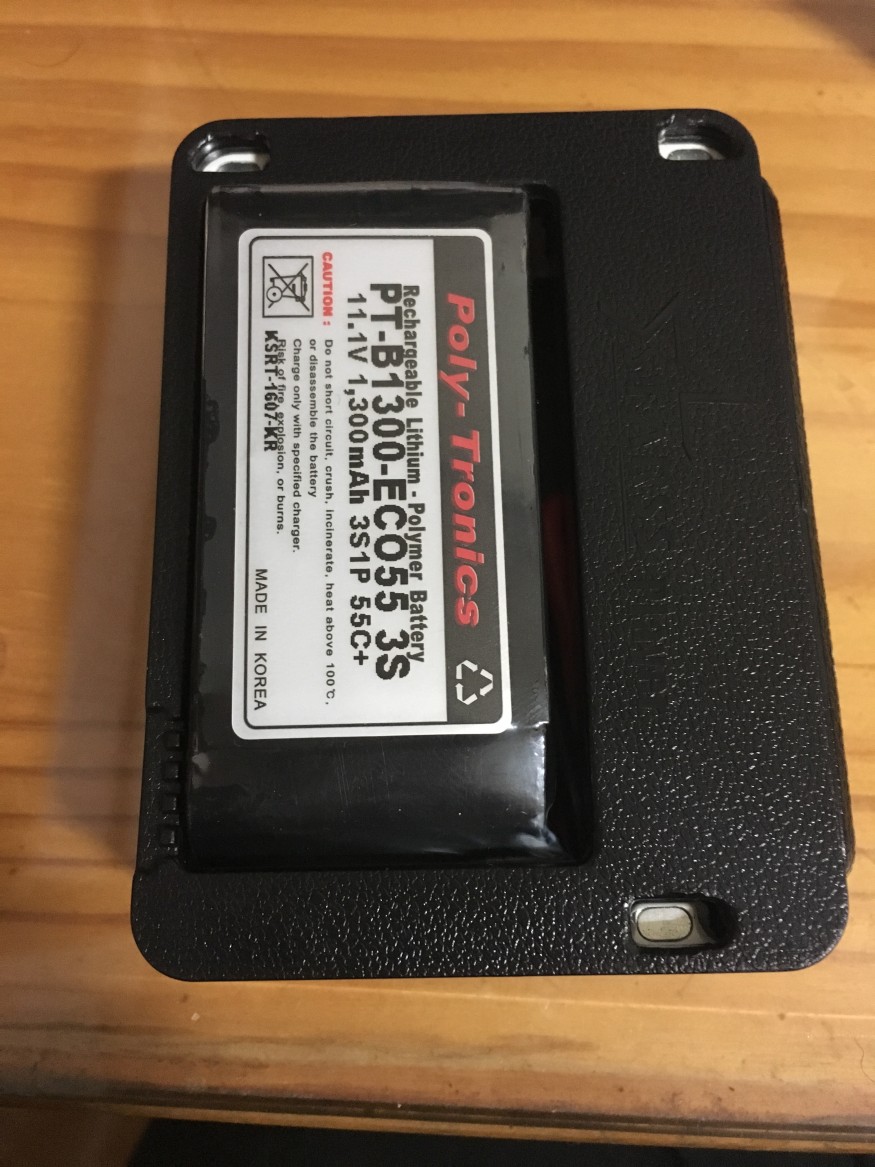 Poly-Tronics
Rechargeable Lithium - Polymer Battery
PT-B1300-ECO55 3S
11.1V 1,300mAh 3S1P 55C+
CAUTION : Do not short circuit, crush, incinerate, heat above 100℃,
or disassemble the battery
Charge only with specified charger.
Risk of fire, explosion, or burns.
KSRT-1607-KR
MADE IN KOREA